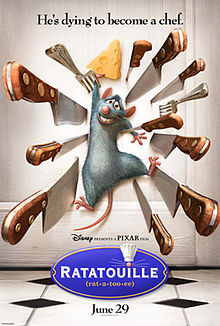 He's dying to become a chef.
Disney PRESENTS A PIXAR FILM
RATATOUILLE
(rat·a·too·ee)
June 29